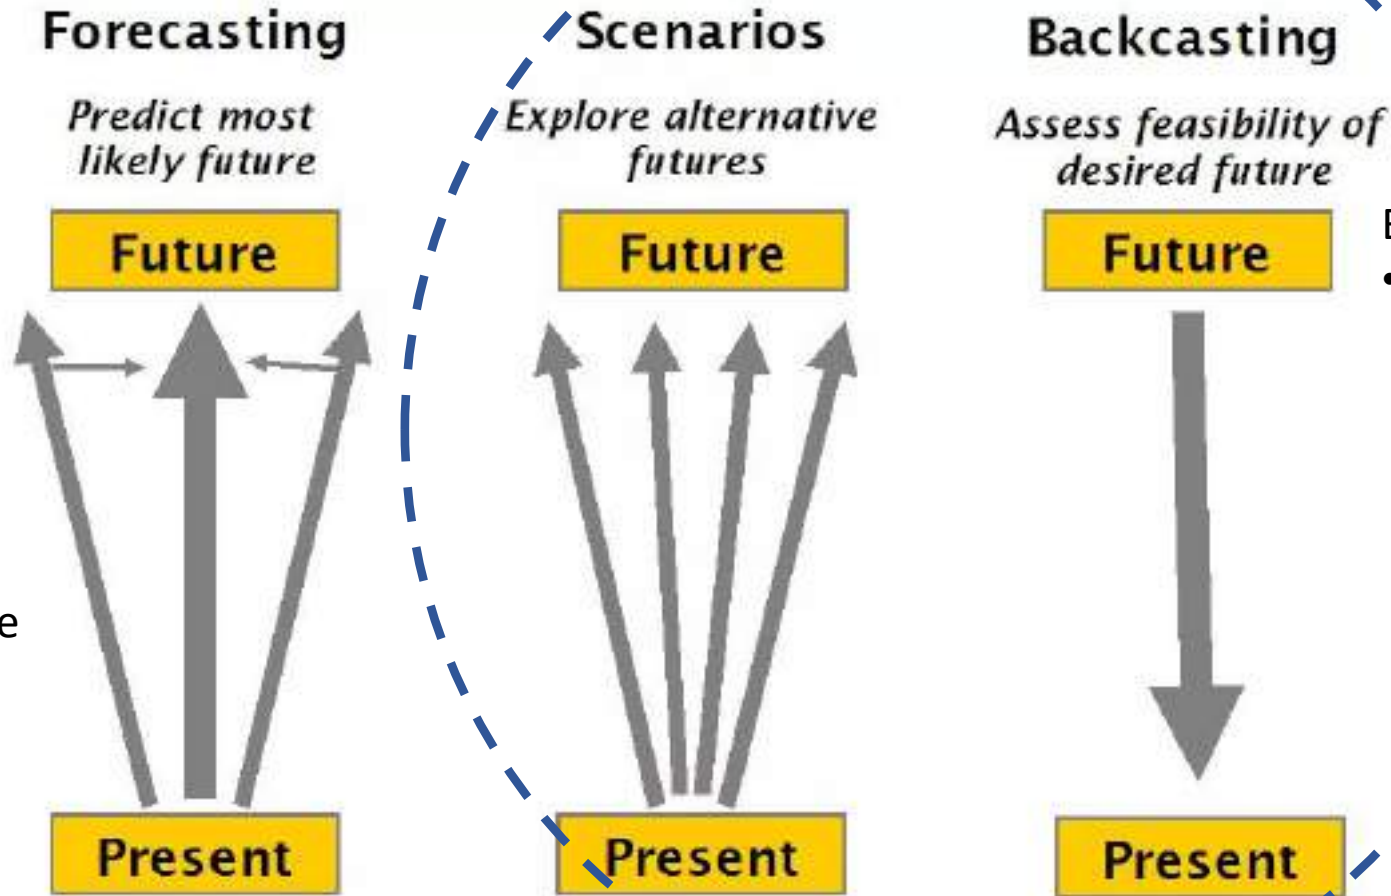 Forecasting
Predict most
likely future
Future
Present
e
Scenarios
Explore alternative
futures
Future
Present
Backcasting
Assess feasibility of
desired future
Future
Present
E
•